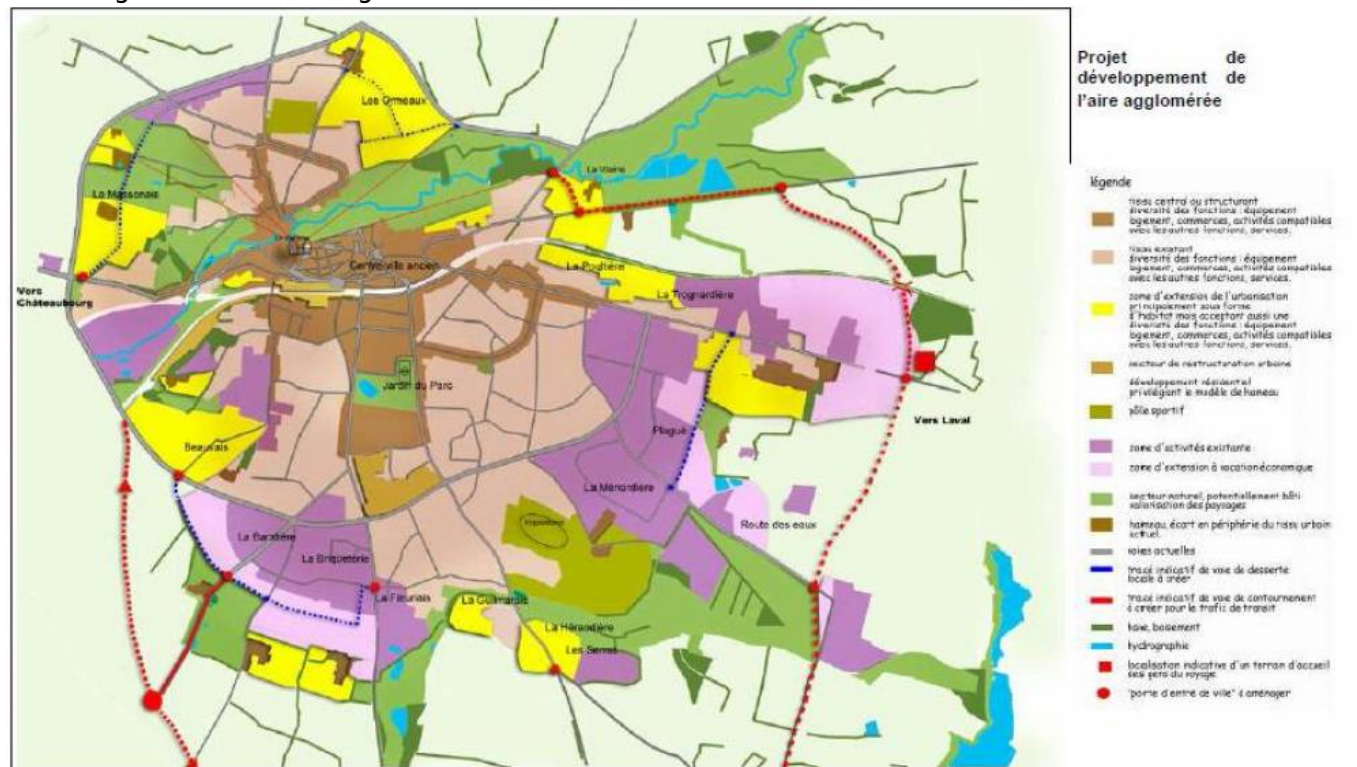 Projet de
développement de
l'aire agglomérée
légende
tissu central ou structurant
diversité des fonctions : équipement
logement, commerces, activités compatibles
avec les autres fonctions, services.
tissu existant
diversité des fonctions : équipement
logement, commerces, activités compatibles
avec les autres fonctions, services.
zone d'extension de l'urbanisation
principalement sous forme
d'habitat mais acceptant aussi une
diversité des fonctions : équipement
logement, commerces, activités compatibles
avec les autres fonctions, services.
secteur de restructuration urbaine
développement résidentiel
privilégiant le modèle de hameau
pôle sportif
zone d'activités existante
zone d'extension à vocation économique
secteur naturel, potentiellement bâti
valorisation des paysages
hameau, écart en périphérie du tissu urbain
actuel
voies actuelles
tracé indicatif de voie de desserte
locale à créer
tracé indicatif de voie de contournement
à créer pour le trafic de transit
haie, boisement
hydrographie
localisation indicative d'un terrain d'accueil
des gens du voyage
"porte d'entré de ville" à aménager
Les Ormeaux
La Vilaine
La Massonais
Centre ville ancien
La Poultière
La Trognardière
Vers
Châteaubourg
Jardin du Parc
Vers Laval
Beauvais
Plagué
La Ménardière
Route des eaux
La Baratière
La Briqueterie
La Fleuriais
La Guilmarais
La Hérandière
Les Serres